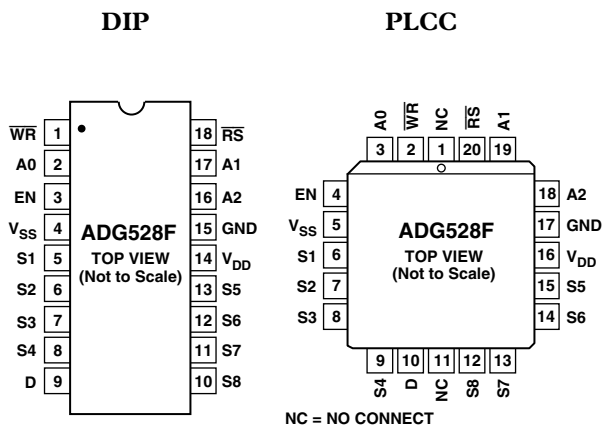 DIP
PLCC
WR 1
A0 2
EN 3
VSS 4
S1 5
S2 6
S3 7
S4 8
D 9
ADG528F
TOP VIEW
(Not to Scale)
18 RS
17 A1
16 A2
15 GND
14 VDD
13 S5
12 S6
11 S7
10 S8
A0 WR NC RS A1
3 2 1 20 19
EN 4
VSS 5
S1 6
S2 7
S3 8
ADG528F
TOP VIEW
(Not to Scale)
18 A2
17 GND
16 VDD
15 S5
14 S6
9 10 11 12 13
S4 D NC S8 S7
NC = NO CONNECT